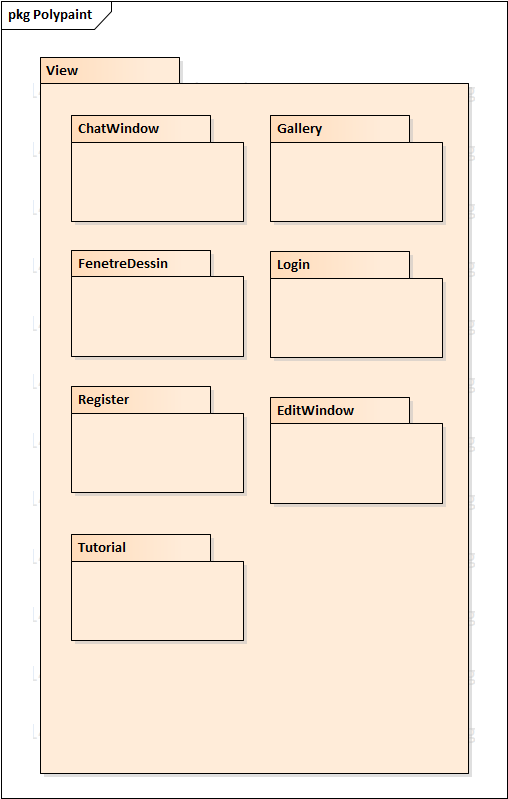 pkg Polypaint
View
ChatWindow
Gallery
FenetreDessin
Login
Register
EditWindow
Tutorial